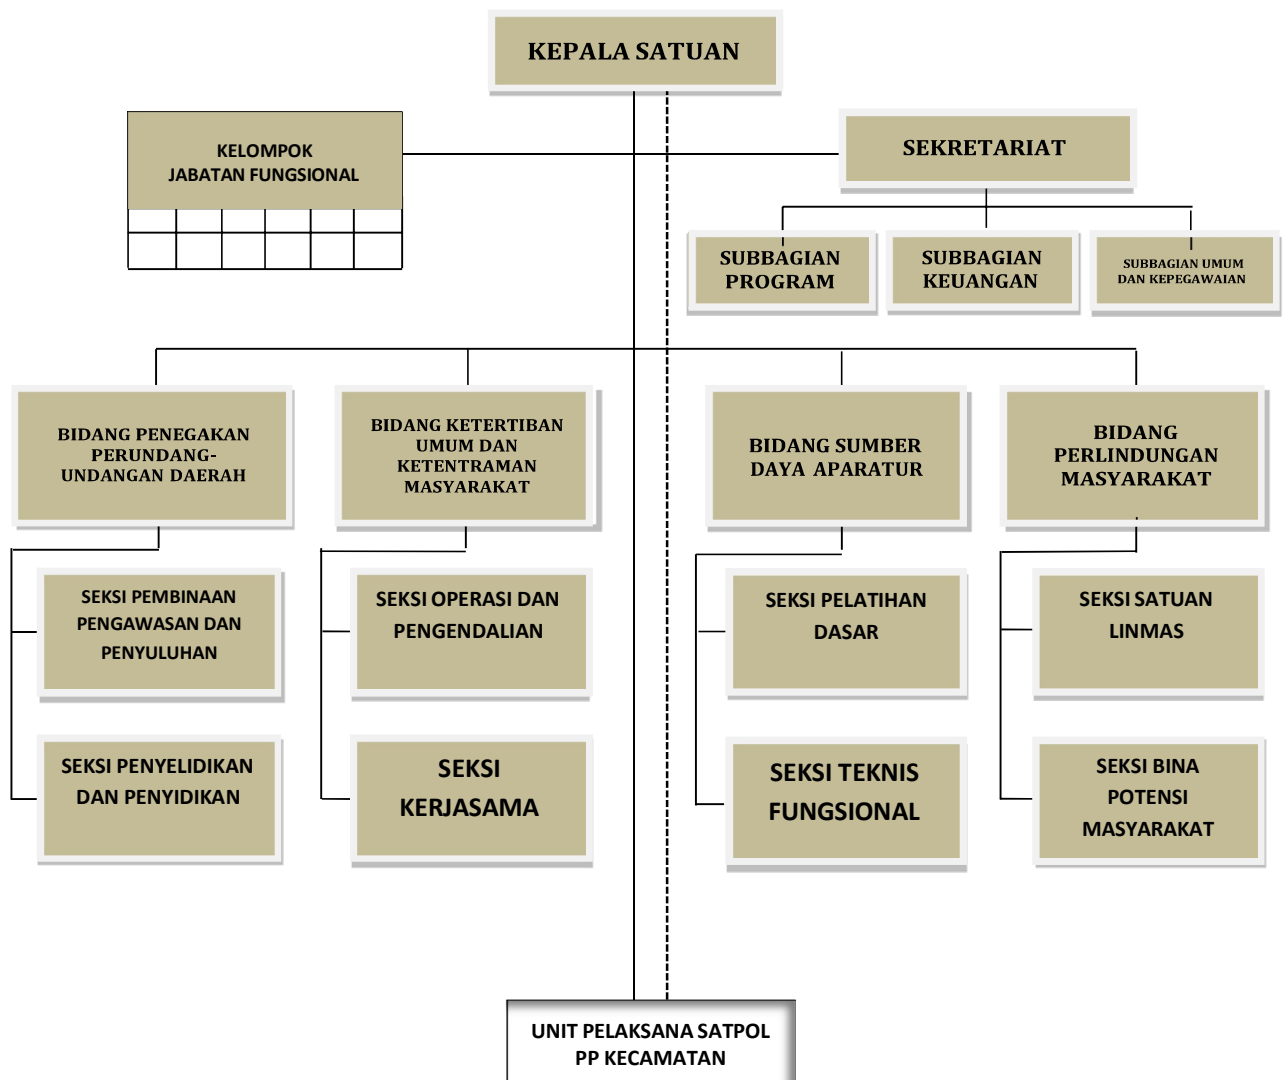 KEPALA SATUAN
KELOMPOK
JABATAN FUNGSIONAL
SEKRETARIAT
SUBBAGIAN
PROGRAM
SUBBAGIAN
KEUANGAN
SUBBAGIAN UMUM
DAN KEPEGAWAIAN
BIDANG PENEGAKAN
PERUNDANG-
UNDANGAN DAERAH
BIDANG KETERTIBAN
UMUM DAN
KETENTRAMAN
MASYARAKAT
BIDANG SUMBER
DAYA APARATUR
BIDANG
PERLINDUNGAN
MASYARAKAT
SEKSI PEMBINAAN
PENGAWASAN DAN
PENYULUHAN
SEKSI OPERASI DAN
PENGENDALIAN
SEKSI PELATIHAN
DASAR
SEKSI SATUAN
LINMAS
SEKSI PENYELIDIKAN
DAN PENYIDIKAN
SEKSI
KERJASAMA
SEKSI TEKNIS
FUNGSIONAL
SEKSI BINA
POTENSI
MASYARAKAT
UNIT PELAKSANA SATPOL
PP KECAMATAN